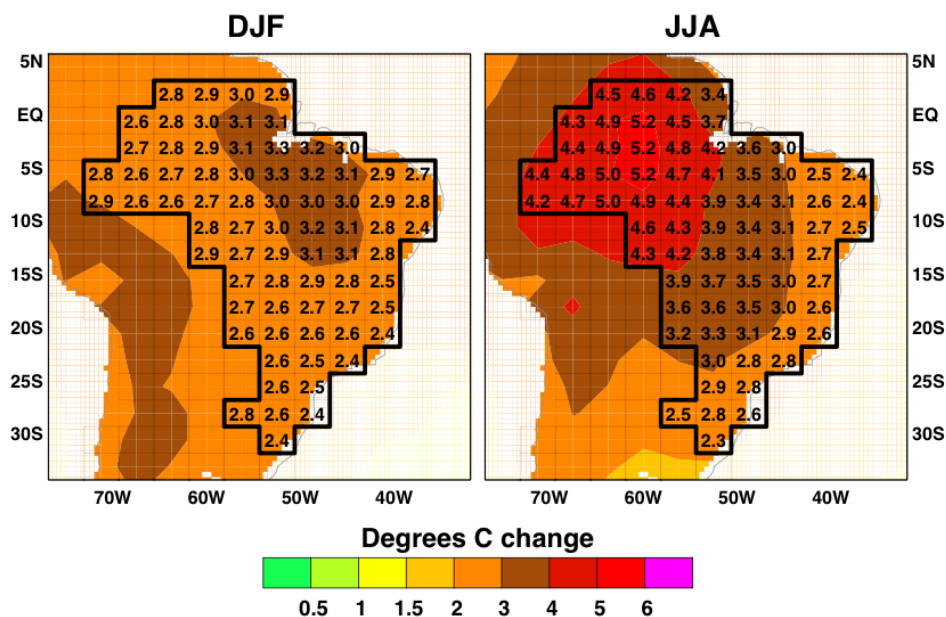 DJF JJA
5N 5N
2.8 2.9 3.0 2.9 4.5 4.6 4.2 3.4
EQ EQ
2.6 2.8 3.0 3.1 3.1 4.3 4.9 5.2 4.5 3.7
2.7 2.8 2.9 3.1 3.3 3.2 3.0 4.4 4.9 5.2 4.8 4.2 3.6 3.0
5S 5S
2.8 2.6 2.7 2.8 3.0 3.3 3.2 3.1 2.9 2.7 4.4 4.8 5.0 5.2 4.7 4.1 3.5 3.0 2.5 2.4
2.9 2.6 2.6 2.7 2.8 3.0 3.0 3.0 2.9 2.8 4.2 4.7 5.0 4.9 4.4 3.9 3.4 3.1 2.6 2.4
10S 10S
2.8 2.7 3.0 3.2 3.1 2.8 2.4 4.6 4.3 3.9 3.4 3.1 2.7 2.5
2.9 2.7 2.9 3.1 3.1 2.8 4.3 4.2 3.8 3.4 3.1 2.7
15S 15S
2.7 2.8 2.9 2.8 2.5 3.9 3.7 3.5 3.0 2.7
2.7 2.6 2.7 2.7 2.5 3.6 3.6 3.5 3.0 2.6
20S 20S
2.6 2.6 2.6 2.6 2.4 3.2 3.3 3.1 2.9 2.6
2.6 2.5 2.4 3.0 2.8 2.8
25S 25S
2.6 2.5 2.9 2.8
2.8 2.6 2.4 2.5 2.8 2.6
30S 30S
2.4 2.3
70W 60W 50W 40W 70W 60W 50W 40W
Degrees C change
0.5 1 1.5 2 3 4 5 6